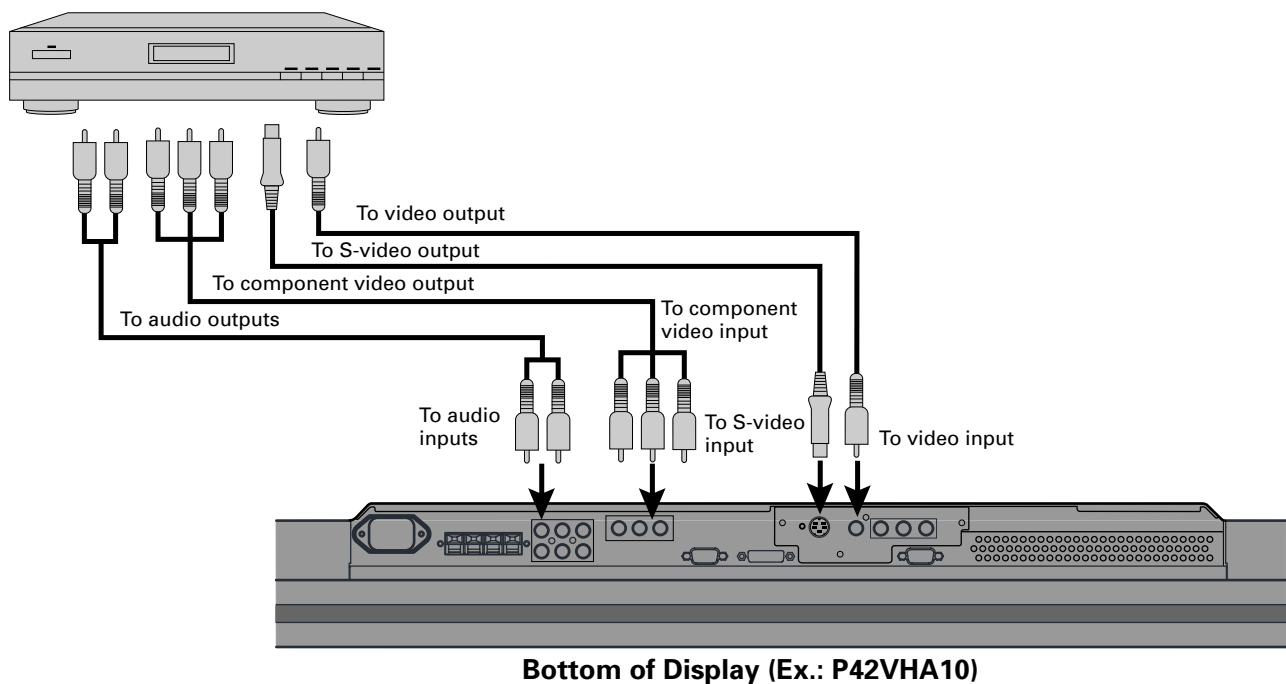 To video output
To S-video output
To component video output
To audio outputs
To component
video input
To audio
inputs
To S-video
input
To video input
Bottom of Display (Ex.: P42VHA10)